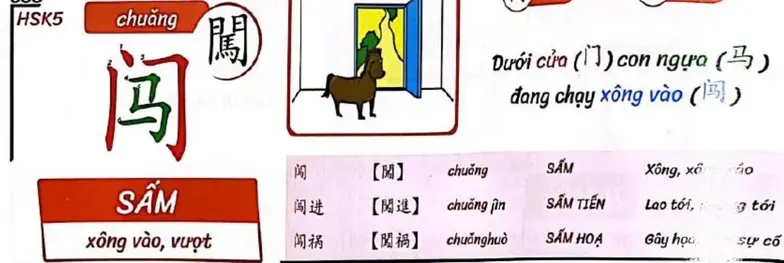 HSK5
chuǎng
闖
闯
SẤM
xông vào, vượt
Dưới cửa (门) con ngựa (马)
đang chạy xông vào (闯)
闯 【闖】 chuǎng SẤM Xông,
闯进 【闖進】 chuǎng jìn SẤM TIẾN Lao tới, tới
闯祸 【闖禍】 chuǎnghuò SẤM HOẠ Gây hoạ, sự cố